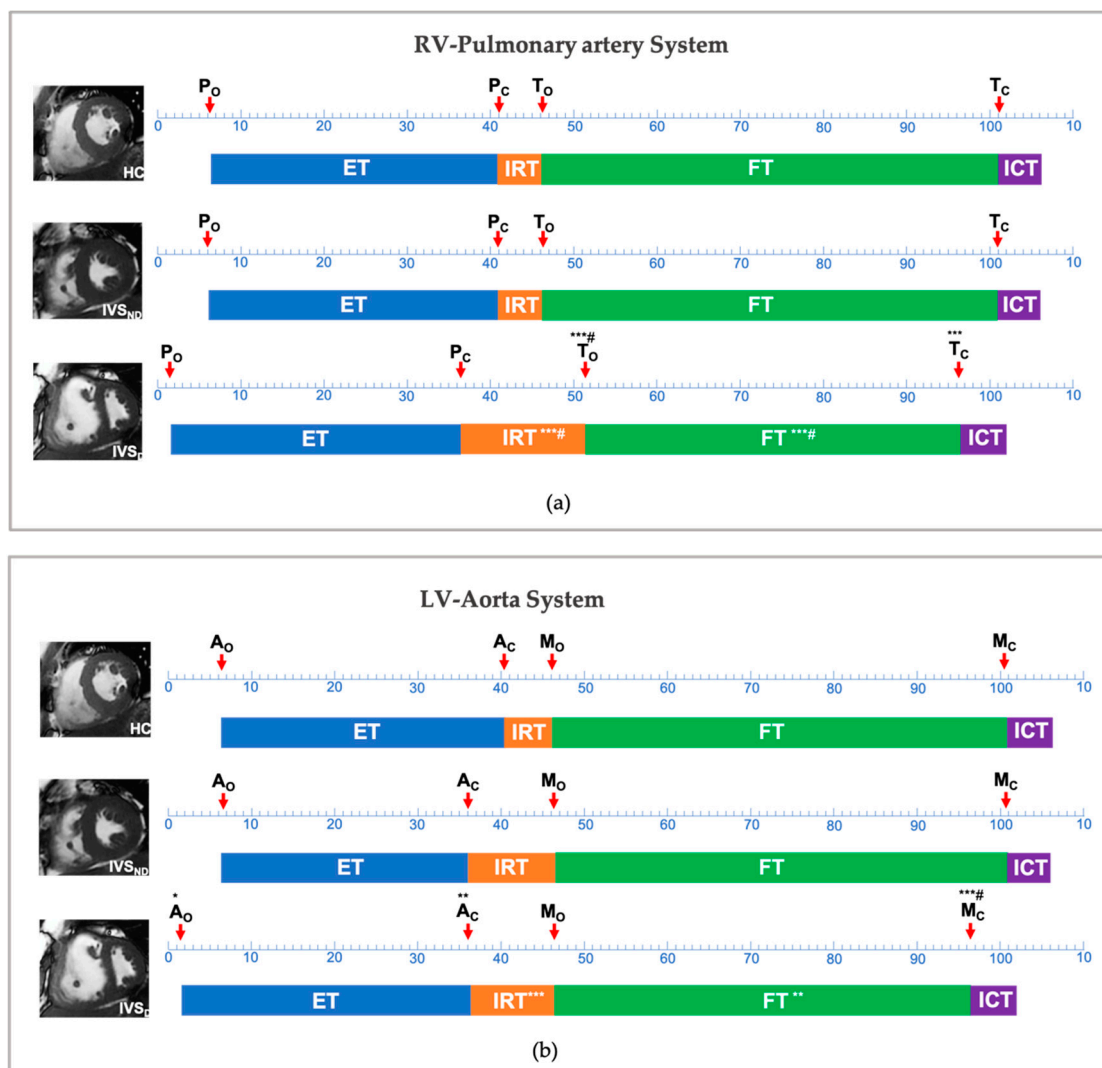 RV-Pulmonary artery System
PO PC TO TC
0 10 20 30 40 50 60 70 80 90 100 10
HC
ET IRT FT ICT
PO PC TO TC
0 10 20 30 40 50 60 70 80 90 100 10
IVSND
ET IRT FT ICT
***# ***
PO PC TO TC
0 10 20 30 40 50 60 70 80 90 100 10
IVSD
ET IRT***# FT***# ICT
(a)
LV-Aorta System
AO AC MO MC
0 10 20 30 40 50 60 70 80 90 100 10
HC
ET IRT FT ICT
AO AC MO MC
0 10 20 30 40 50 60 70 80 90 100 10
IVSND
ET IRT FT ICT
* ** ***#
AO AC MO MC
0 10 20 30 40 50 60 70 80 90 100 10
IVSD
ET IRT*** FT** ICT
(b)